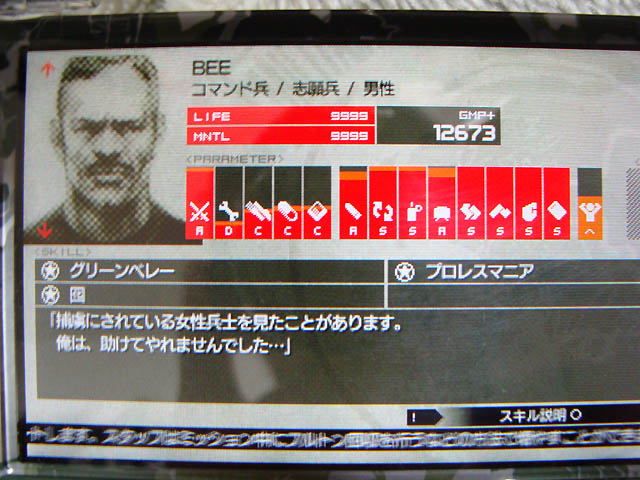 BEE
コマンド兵 / 志願兵 / 男性
LIFE 9999
GMP+
MNTL 9999
12673
<PARAMETER>
A D C C C A S S A S S S S へ
<SKILL>
グリーンベレー
プロレスマニア
「捕虜にされている女性兵士を見たことがあります。
俺は、助けてやれませんでした…」
! スキル説明 ○